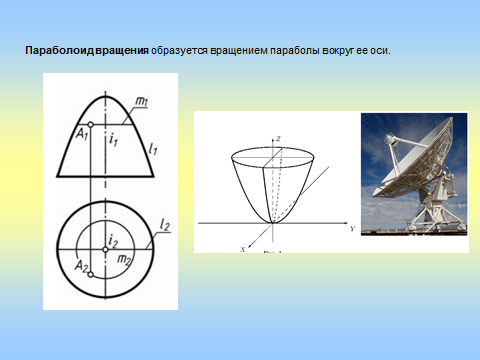 Параболоид вращения образуется вращением параболы вокруг ее оси.
m1
A1
i1
l1
i2
l2
m2
A2
Z
Y
X